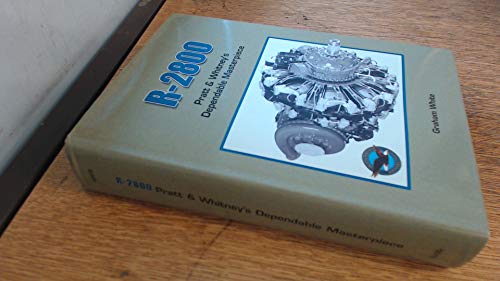 R-2800
Pratt & Whitney's
Dependable Masterpiece
Graham White
R-2800 Pratt & Whitney's Dependable Masterpiece